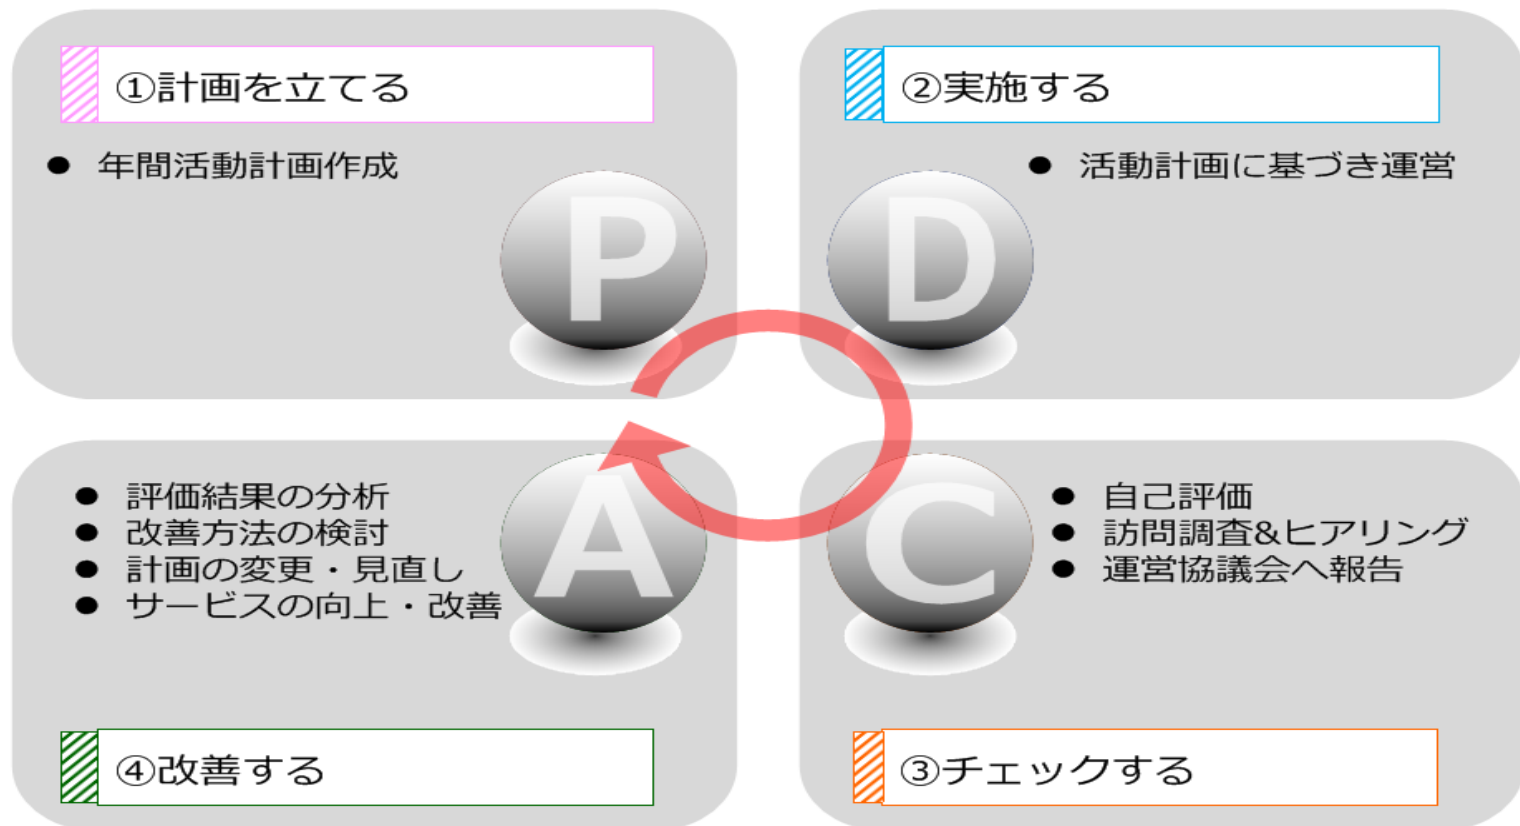 ①計画を立てる
● 年間活動計画作成
P
②実施する
● 活動計画に基づき運営
D
● 評価結果の分析
● 改善方法の検討
● 計画の変更・見直し
● サービスの向上・改善
A
④改善する
● 自己評価
● 訪問調査&ヒアリング
● 運営協議会へ報告
C
③チェックする